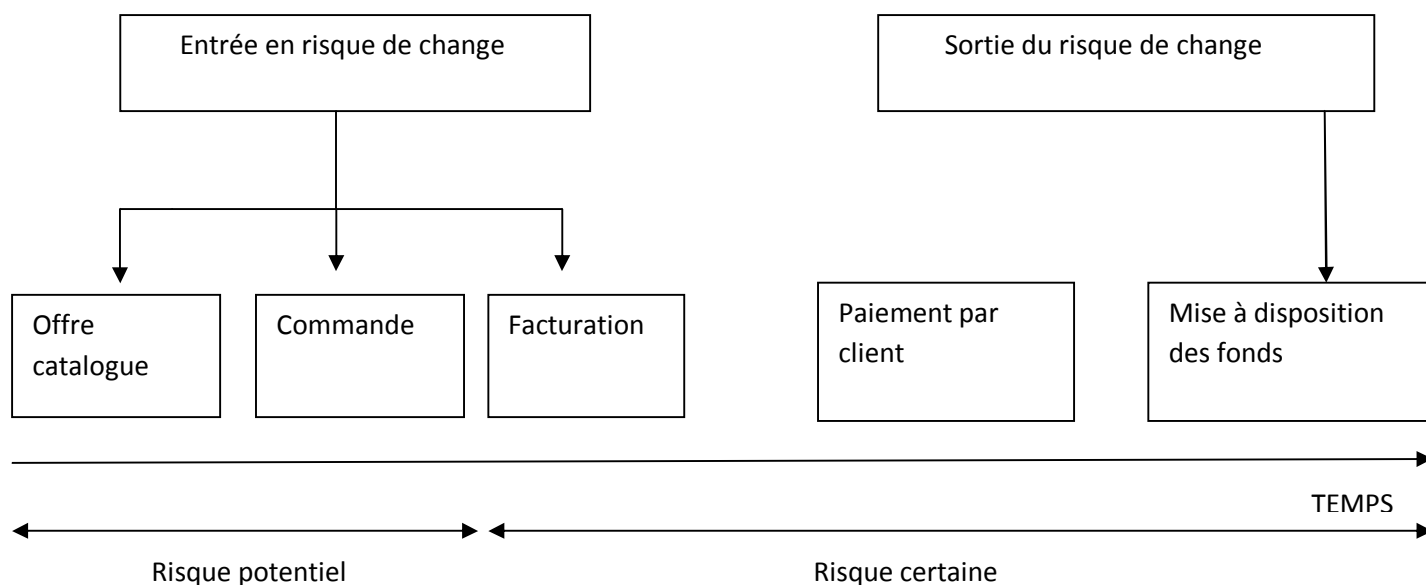 Entrée en risque de change
Sortie du risque de change
Offre
catalogue
Commande
Facturation
Paiement par
client
Mise à disposition
des fonds
TEMPS
Risque potentiel
Risque certaine